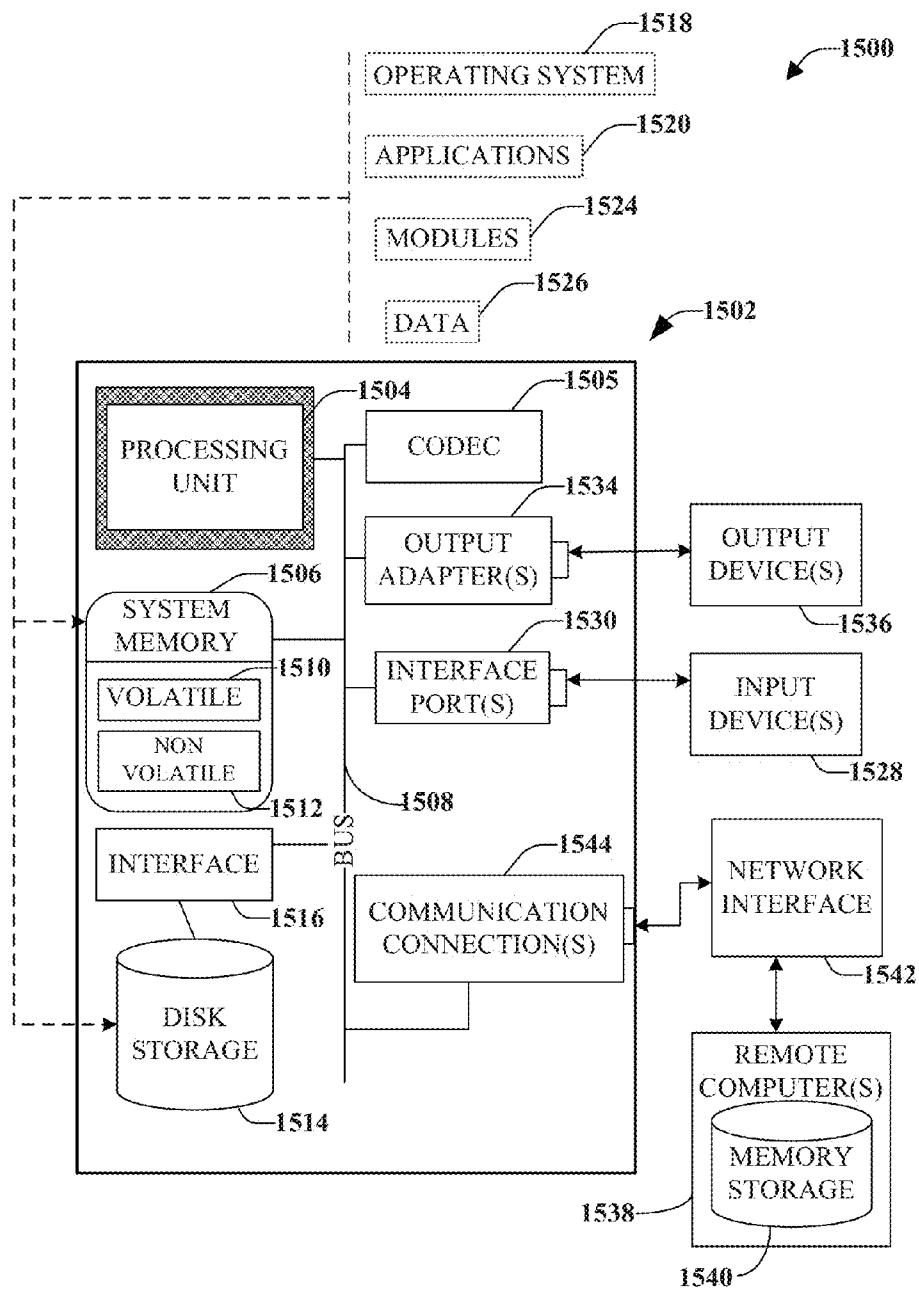 1518
1500
OPERATING SYSTEM
1520
APPLICATIONS
1524
MODULES
1526
DATA
1502
1504
1505
PROCESSING
UNIT
CODEC
1534
OUTPUT
ADAPTER(S)
OUTPUT
DEVICE(S)
1536
1506
SYSTEM
MEMORY
1510
VOLATILE
NON
VOLATILE
1512
1530
INTERFACE
PORT(S)
INPUT
DEVICE(S)
1528
1508
BUS
INTERFACE
1516
1544
COMMUNICATION
CONNECTION(S)
NETWORK
INTERFACE
1542
DISK
STORAGE
1514
REMOTE
COMPUTER(S)
MEMORY
STORAGE
1538
1540